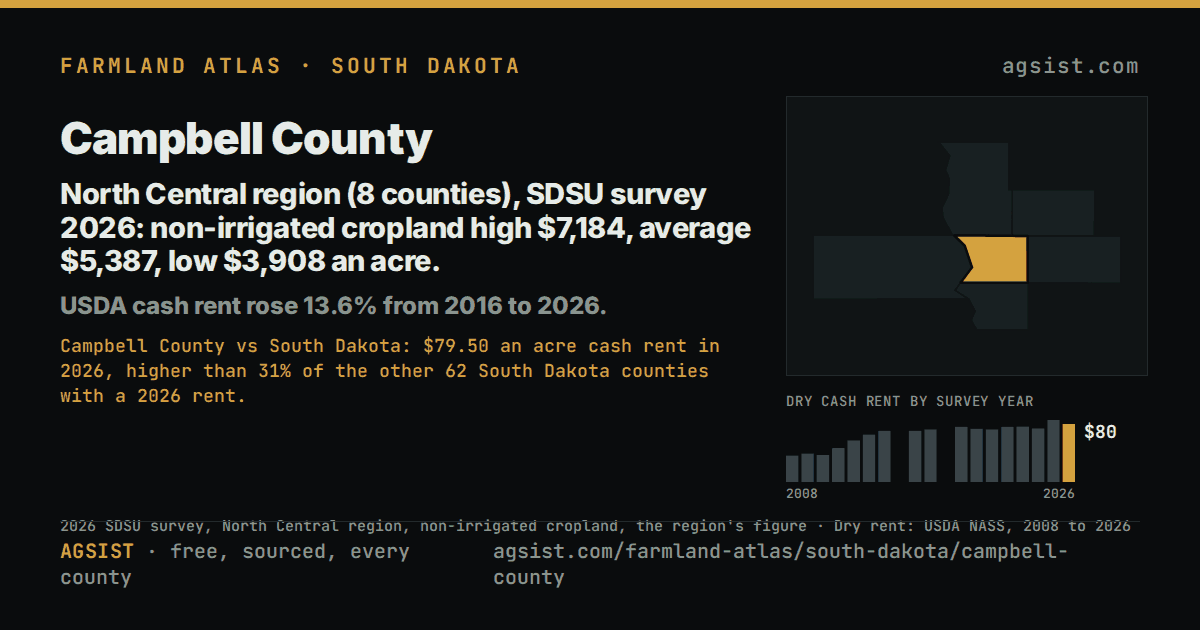 FARMLAND ATLAS · SOUTH DAKOTA
agsist.com
Campbell County
North Central region (8 counties), SDSU survey
2026: non-irrigated cropland high $7,184, average
$5,387, low $3,908 an acre.
USDA cash rent rose 13.6% from 2016 to 2026.
Campbell County vs South Dakota: $79.50 an acre cash rent in
2026, higher than 31% of the other 62 South Dakota counties
with a 2026 rent.
DRY CASH RENT BY SURVEY YEAR
$80
2008
2026
2026 SDSU survey, North Central region, non-irrigated cropland, the region's figure · Dry rent: USDA NASS, 2008 to 2026
AGSIST · free, sourced, every
county
agsist.com/farmland-atlas/south-dakota/campbell-
county